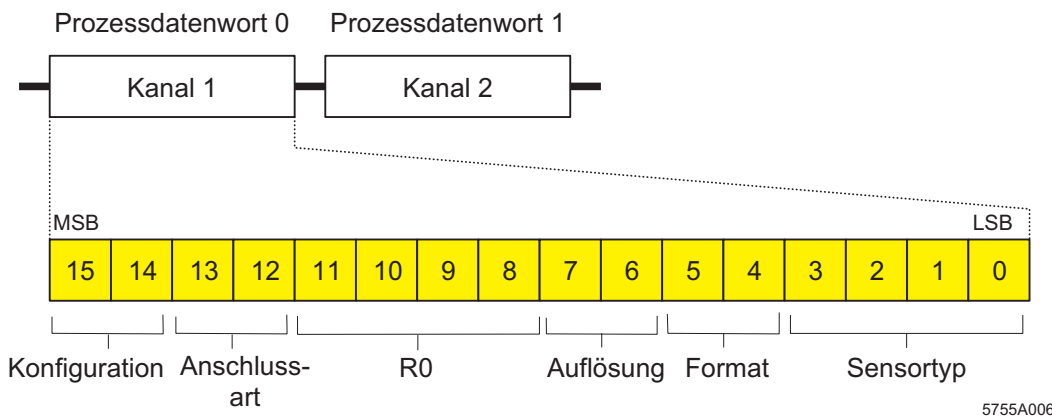 Prozessdatenwort 0 Prozessdatenwort 1
Kanal 1 Kanal 2
MSB LSB
15 14 13 12 11 10 9 8 7 6 5 4 3 2 1 0
Konfiguration Anschluss- R0 Auflösung Format Sensortyp
art
5755A006